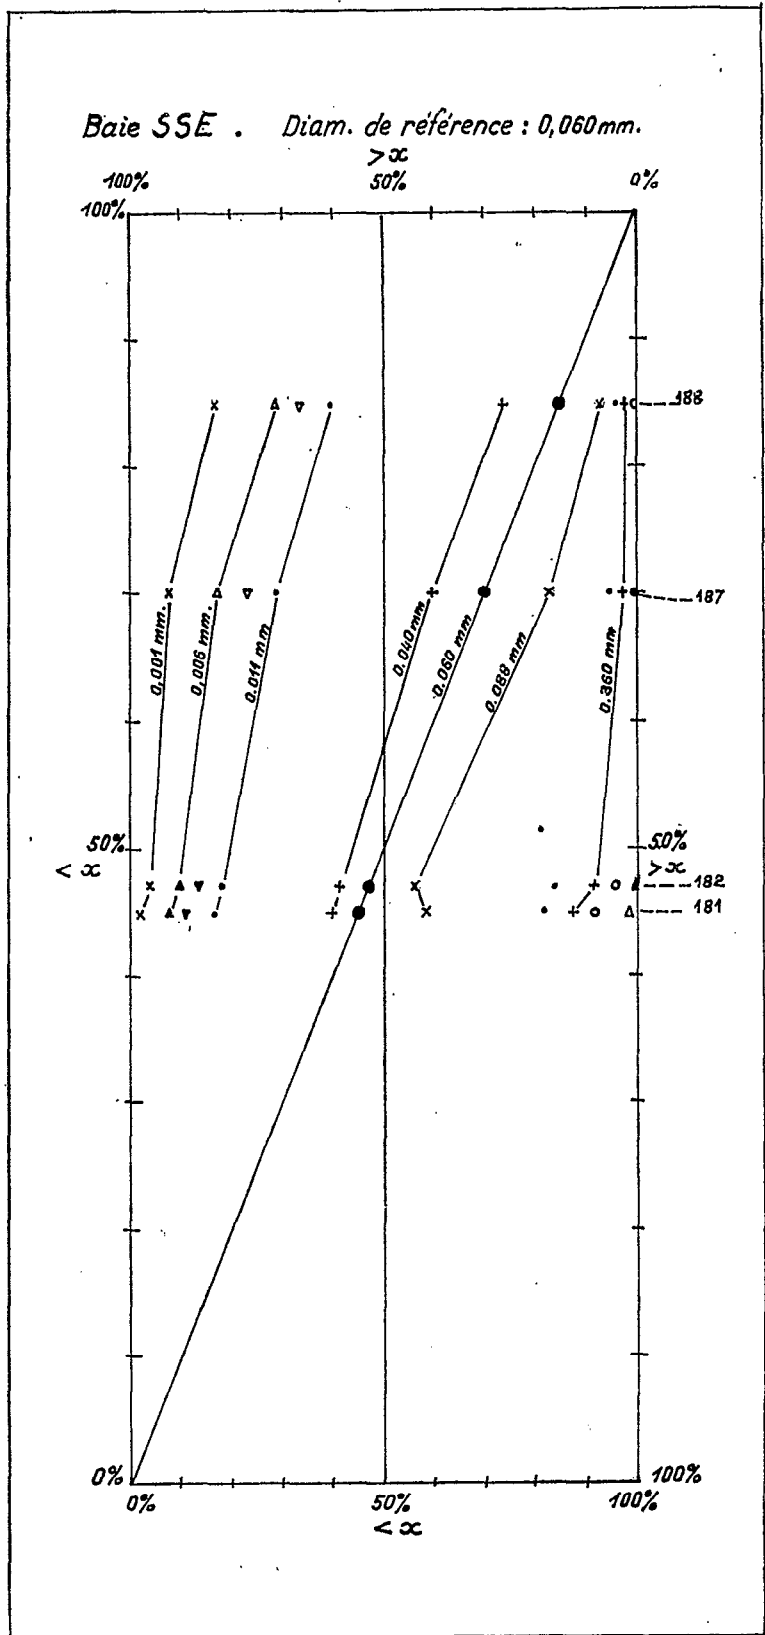 Baie SSE . Diam. de référence : 0,060 mm.
> x
100% 50% 0%
100%
188
187
0,001 mm.
0,006 mm.
0.011 mm
0.040 mm
0.060 mm
0.088 mm
0.360 mm
50% 50%
< x > x
182
181
0% 100%
0% 50% 100%
< x